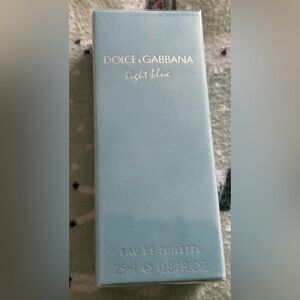 DOLCE & GABBANA
light blue
EAU DE TOILETTE
25ml ℮ 0.84 FL.OZ.